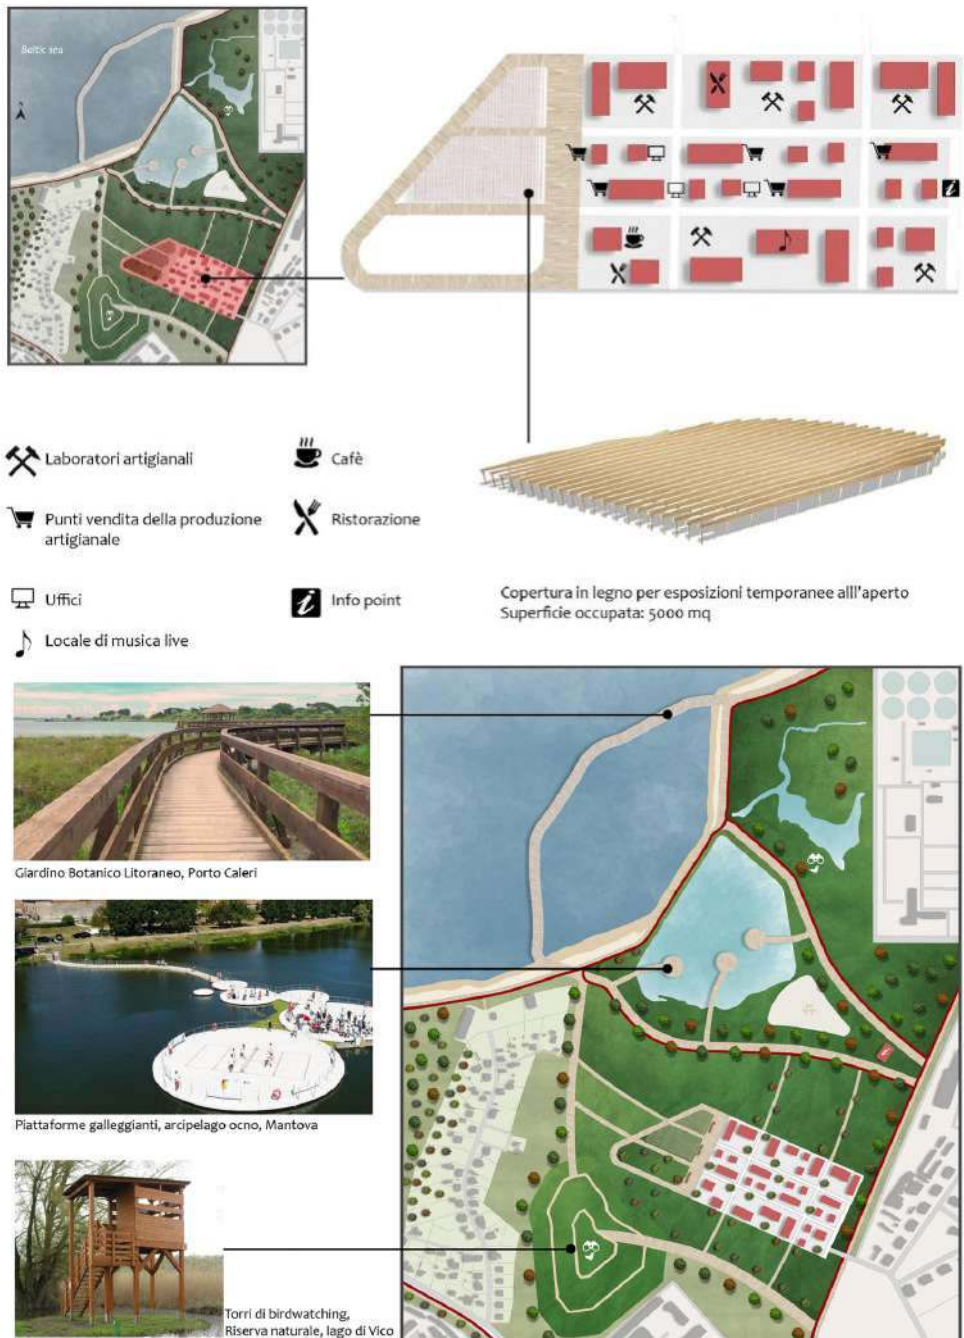 Baltic sea
Laboratori artigianali
Cafè
Punti vendita della produzione
artigianale
Ristorazione
Uffici
Info point
Locale di musica live
Copertura in legno per esposizioni temporanee alll'aperto
Superficie occupata: 5000 mq
Giardino Botanico Litoraneo, Porto Caleri
Piattaforme galleggianti, arcipelago ocno, Mantova
Torri di birdwatching,
Riserva naturale, lago di Vico